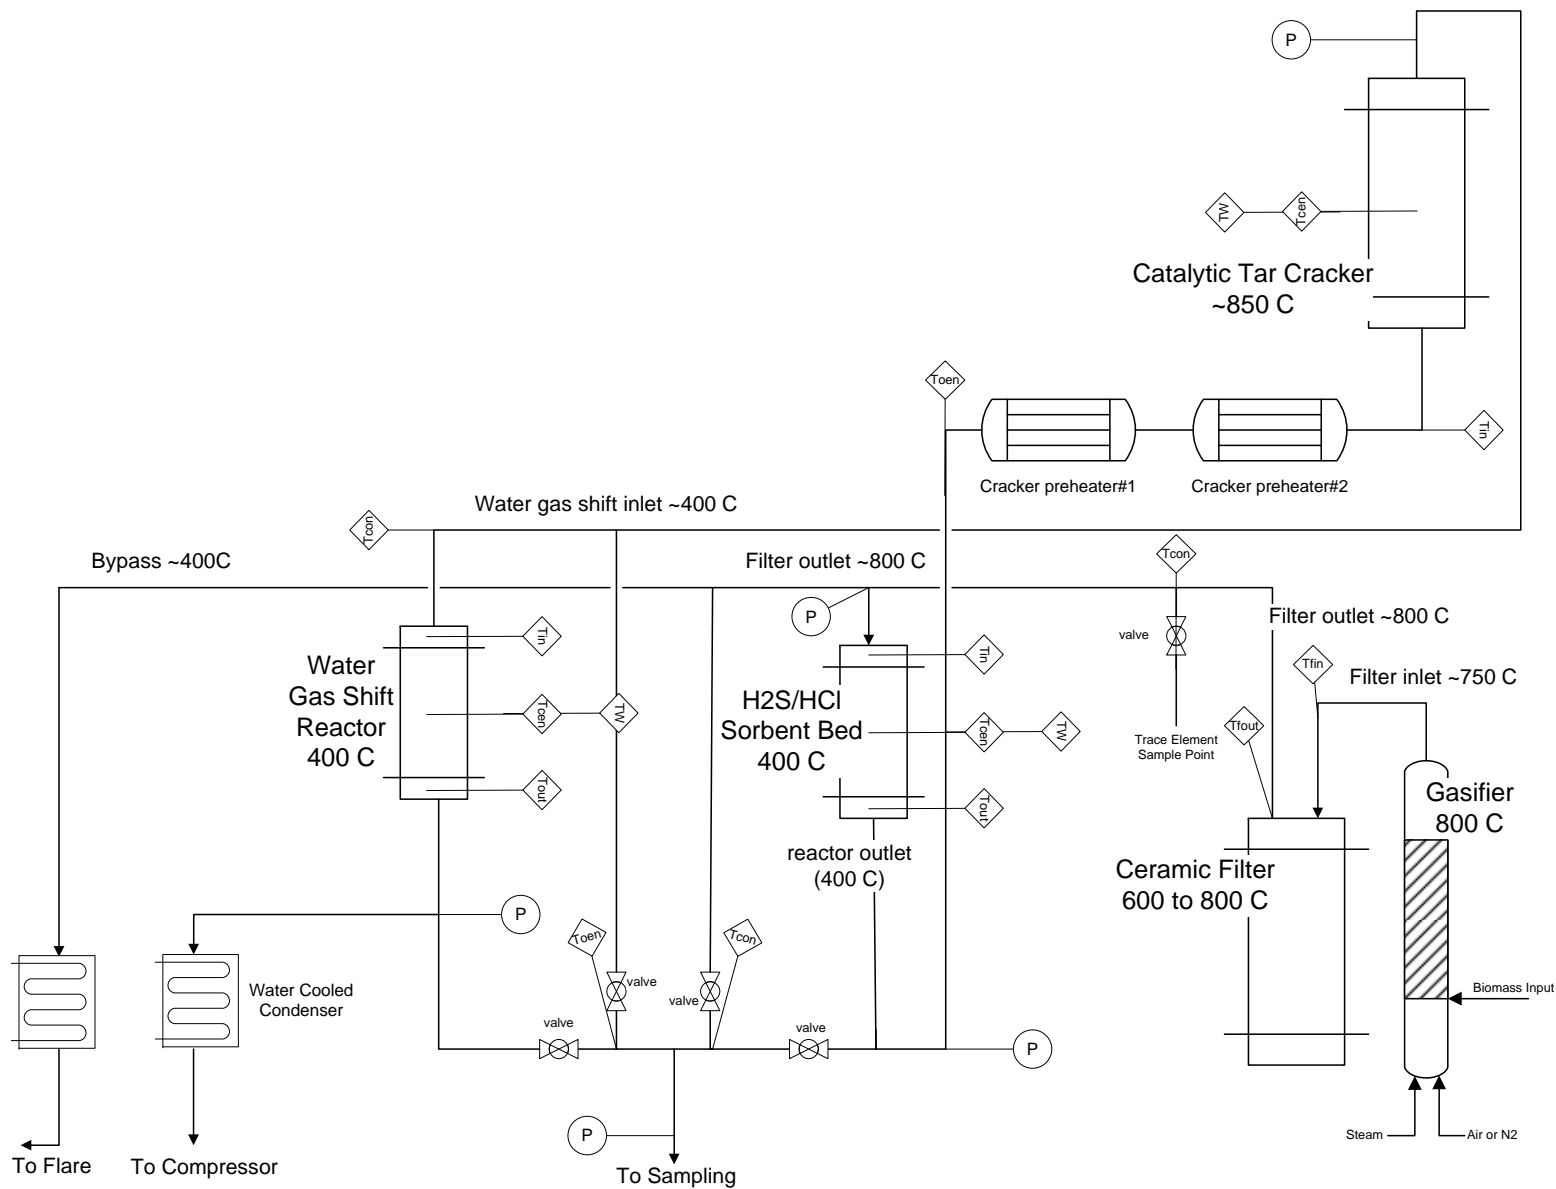 P
TW
Tcen
Catalytic Tar Cracker
~850 C
Toen
Tin
Cracker preheater#1
Cracker preheater#2
Water gas shift inlet ~400 C
Tcon
Bypass ~400C
Filter outlet ~800 C
Tcon
P
valve
Filter outlet ~800 C
Tin
Water
Gas Shift
Reactor
400 C
Tcen
TW
Tout
Tin
H2S/HCl
Sorbent Bed
400 C
Tcen
TW
Tout
Trace Element
Sample Point
Tfin
Filter inlet ~750 C
Tfout
Gasifier
800 C
reactor outlet
(400 C)
Ceramic Filter
600 to 800 C
P
Toen
Tcon
Water Cooled
Condenser
valve
valve
valve
valve
Biomass Input
P
P
Steam
Air or N2
To Flare
To Compressor
To Sampling